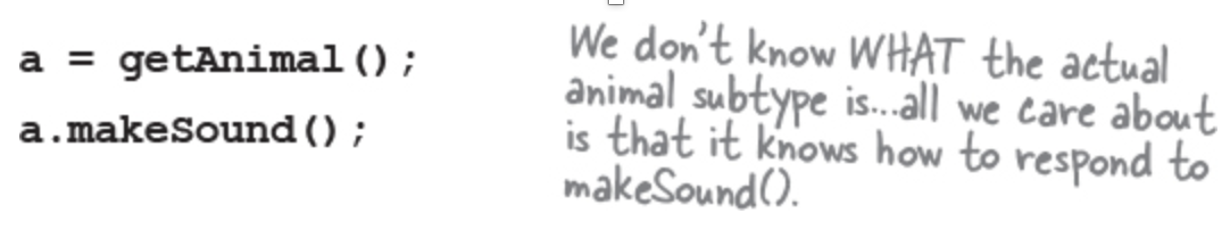 a = getAnimal();
a.makeSound();
We don't know WHAT the actual
animal subtype is...all we care about
is that it knows how to respond to
makeSound().